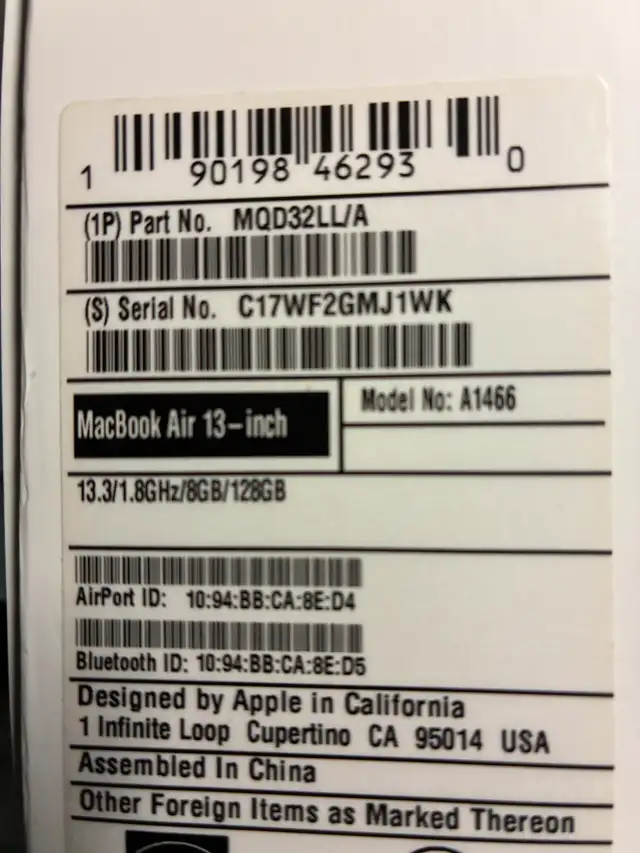 1 90198 46293 0
(1P) Part No. MQD32LL/A
(S) Serial No. C17WF2GMJ1WK
MacBook Air 13-inch
Model No: A1466
13.3/1.8GHz/8GB/128GB
AirPort ID: 10:94:BB:CA:8E:D4
Bluetooth ID: 10:94:BB:CA:8E:D5
Designed by Apple in California
1 Infinite Loop Cupertino CA 95014 USA
Assembled In China
Other Foreign Items as Marked Thereon